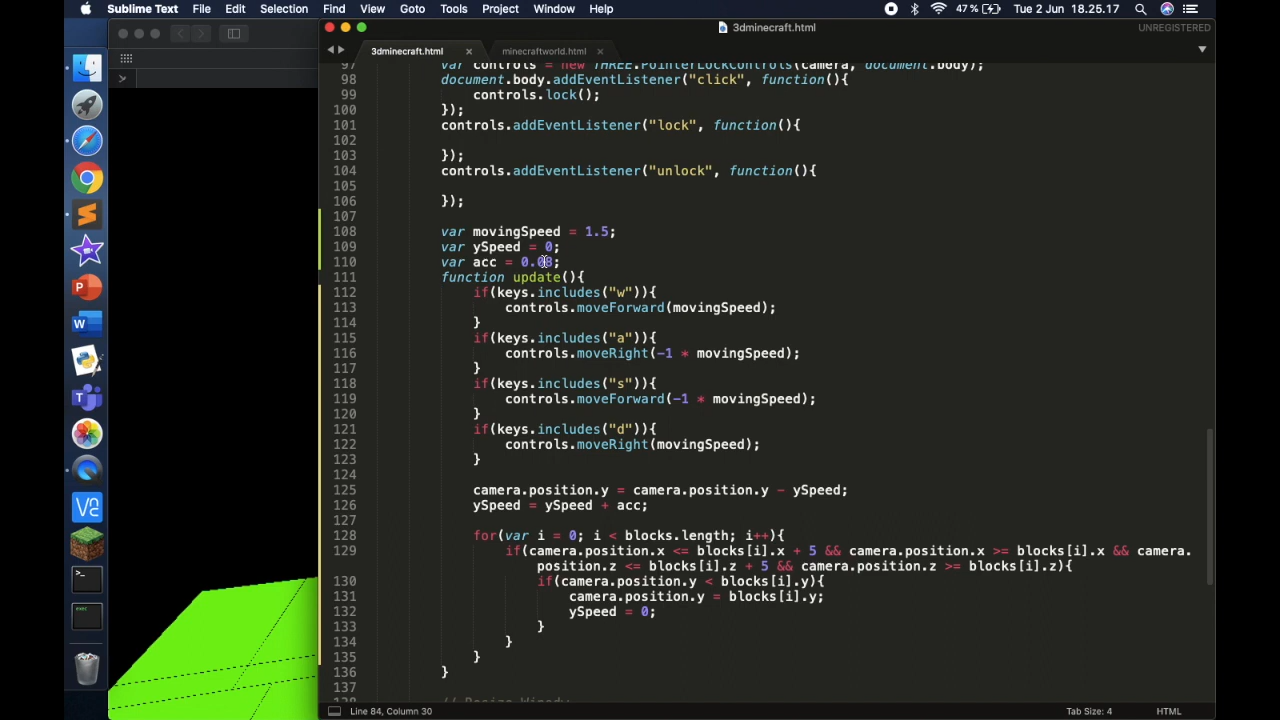 Sublime Text File Edit Selection Find View Goto Tools Project Window Help 47% Tue 2 Jun 18.25.17
3dminecraft.html UNREGISTERED
3dminecraft.html × minecraftworld.html ×
97 var controls = new THREE.PointerLockControls(camera, document.body);
98 document.body.addEventListener("click", function(){
99 controls.lock();
100 });
101 controls.addEventListener("lock", function(){
102
103 });
104 controls.addEventListener("unlock", function(){
105
106 });
107
108 var movingSpeed = 1.5;
109 var ySpeed = 0;
110 var acc = 0.08;
111 function update(){
112 if(keys.includes("w")){
113 controls.moveForward(movingSpeed);
114 }
115 if(keys.includes("a")){
116 controls.moveRight(-1 * movingSpeed);
117 }
118 if(keys.includes("s")){
119 controls.moveForward(-1 * movingSpeed);
120 }
121 if(keys.includes("d")){
122 controls.moveRight(movingSpeed);
123 }
124
125 camera.position.y = camera.position.y - ySpeed;
126 ySpeed = ySpeed + acc;
127
128 for(var i = 0; i < blocks.length; i++){
129 if(camera.position.x <= blocks[i].x + 5 && camera.position.x >= blocks[i].x && camera.
position.z <= blocks[i].z + 5 && camera.position.z >= blocks[i].z){
130 if(camera.position.y < blocks[i].y){
131 camera.position.y = blocks[i].y;
132 ySpeed = 0;
133 }
134 }
135 }
136 }
137
138
Line 84, Column 30 Tab Size: 4 HTML